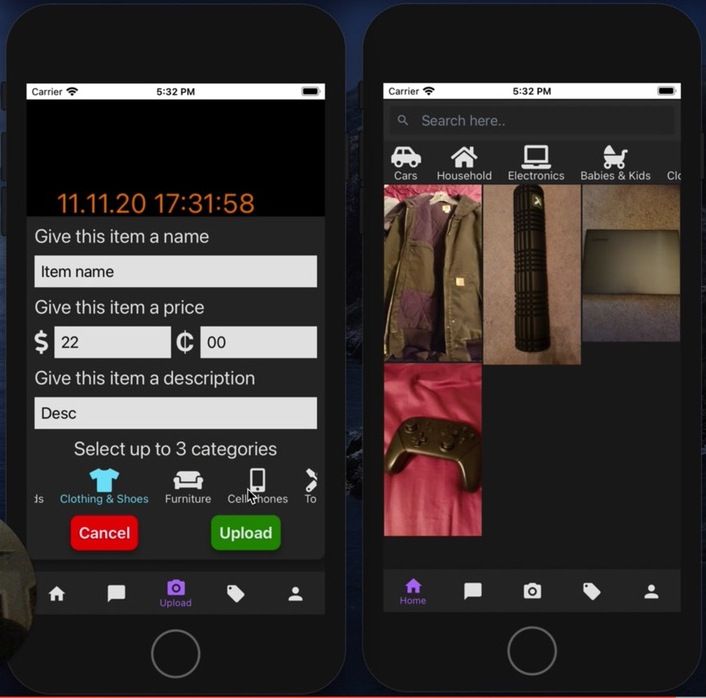 Carrier 5:32 PM
11.11.20 17:31:58
Give this item a name
Item name
Give this item a price
$ 22 ₵ 00
Give this item a description
Desc
Select up to 3 categories
ds Clothing & Shoes Furniture Cell Phones To
Cancel Upload
Upload
Carrier 5:32 PM
Search here..
Cars Household Electronics Babies & Kids Clo
Home